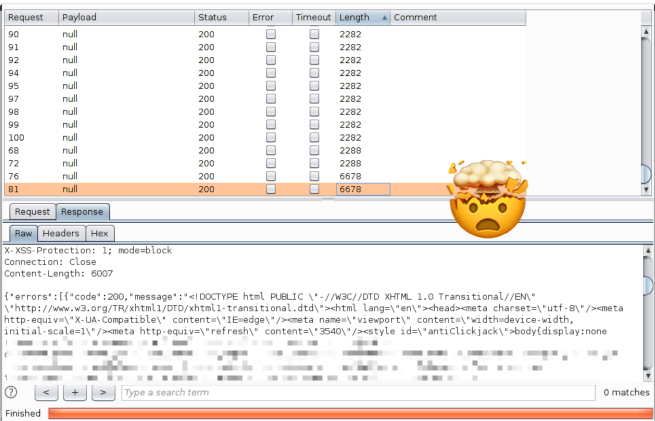 Request Payload Status Error Timeout Length Comment
90 null 200 2282
91 null 200 2282
92 null 200 2282
94 null 200 2282
95 null 200 2282
97 null 200 2282
98 null 200 2282
99 null 200 2282
100 null 200 2282
68 null 200 2288
72 null 200 2288
76 null 200 6678
81 null 200 6678
Request Response
Raw Headers Hex
X-XSS-Protection: 1; mode=block
Connection: Close
Content-Length: 6007
{"errors":[{"code":200,"message":"<!DOCTYPE html PUBLIC \"-//W3C//DTD XHTML 1.0 Transitional//EN\"
\"http://www.w3.org/TR/xhtml1/DTD/xhtml1-transitional.dtd\"><html lang=\"en\"><head><meta charset=\"utf-8\"/><meta
http-equiv=\"X-UA-Compatible\" content=\"IE=edge\"/><meta name=\"viewport\" content=\"width=device-width,
initial-scale=1\"/><meta http-equiv=\"refresh\" content=\"3540\"/><style id=\"antiClickjack\">body{display:none
? < + > Type a search term 0 matches
Finished